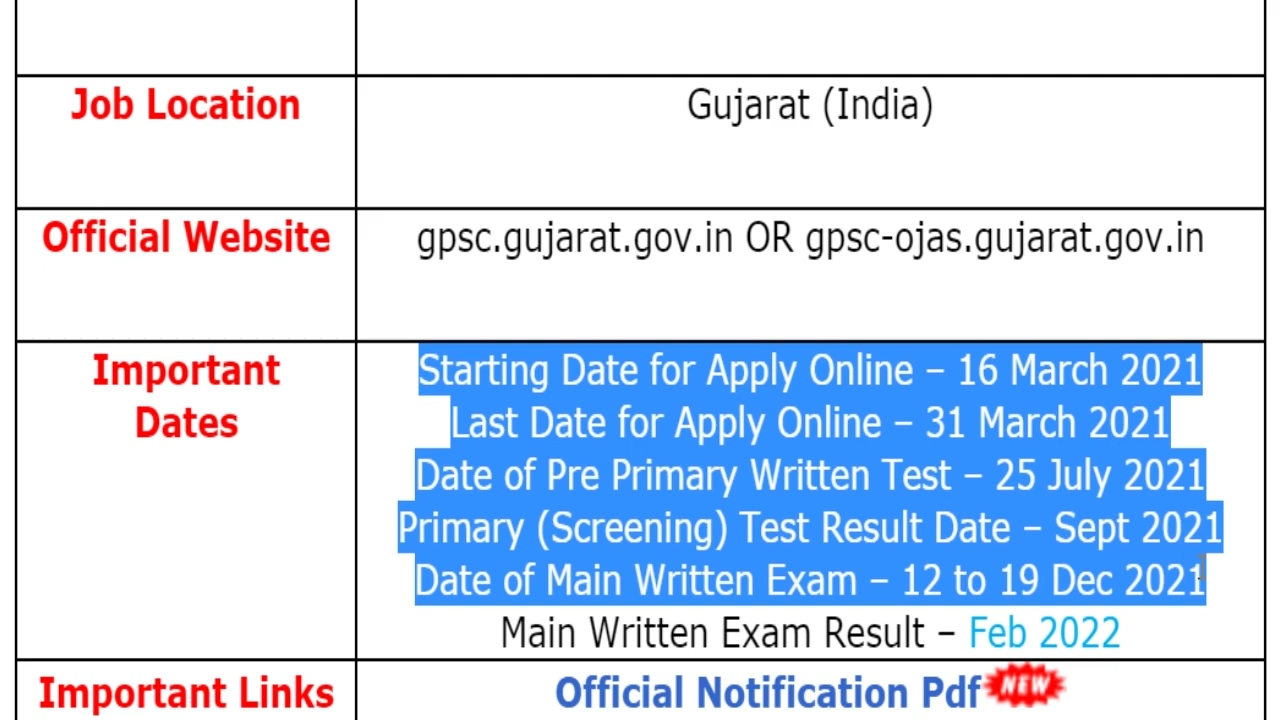 Job Location
Gujarat (India)
Official Website
gpsc.gujarat.gov.in OR gpsc-ojas.gujarat.gov.in
Important
Dates
Starting Date for Apply Online – 16 March 2021
Last Date for Apply Online – 31 March 2021
Date of Pre Primary Written Test – 25 July 2021
Primary (Screening) Test Result Date – Sept 2021
Date of Main Written Exam – 12 to 19 Dec 2021
Main Written Exam Result – Feb 2022
Important Links
Official Notification Pdf NEW